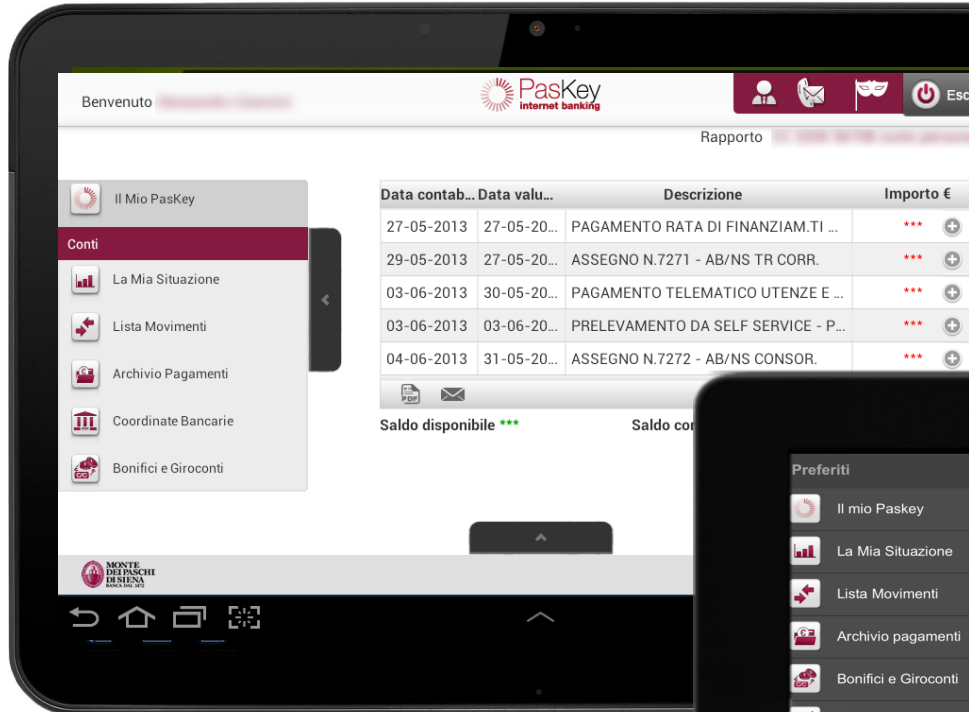 Benvenuto
PasKey
internet banking
Esc
Rapporto
Il Mio PasKey
Conti
La Mia Situazione
Lista Movimenti
Archivio Pagamenti
Coordinate Bancarie
Bonifici e Giroconti
Data contab... Data valu... Descrizione Importo €
27-05-2013 27-05-20... PAGAMENTO RATA DI FINANZIAM.TI ... ***
29-05-2013 27-05-20... ASSEGNO N.7271 - AB/NS TR CORR. ***
03-06-2013 30-05-20... PAGAMENTO TELEMATICO UTENZE E ... ***
03-06-2013 03-06-20... PRELEVAMENTO DA SELF SERVICE - P... ***
04-06-2013 31-05-20... ASSEGNO N.7272 - AB/NS CONSOR. ***
PDF
Saldo disponibile *** Saldo con
MONTE
DEI PASCHI
DI SIENA
BANCA DAL 1472
Preferiti
Il mio Paskey
La Mia Situazione
Lista Movimenti
Archivio pagamenti
Bonifici e Giroconti